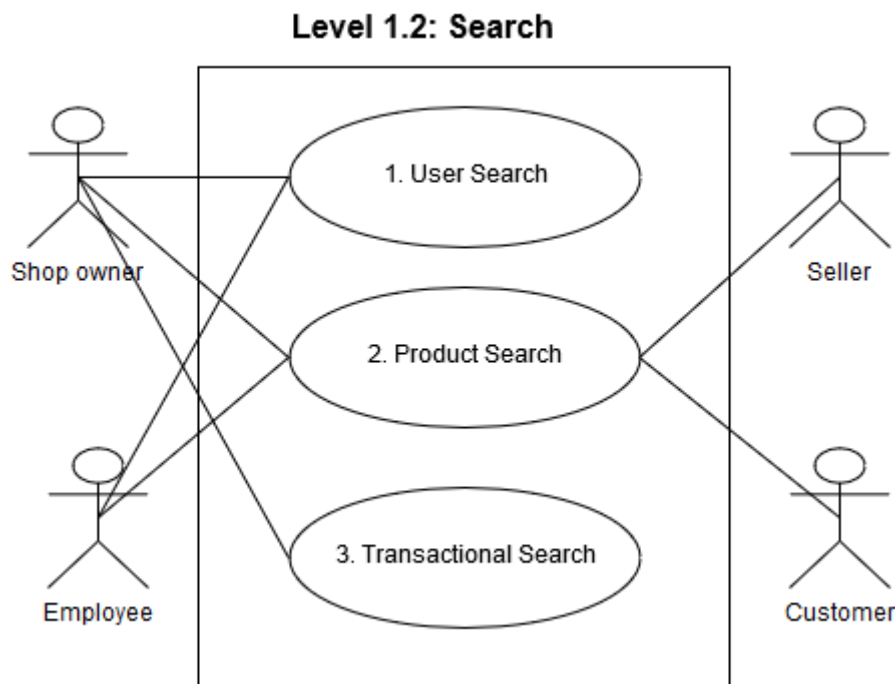 Level 1.2: Search
1. User Search
Shop owner
Seller
2. Product Search
3. Transactional Search
Employee
Customer